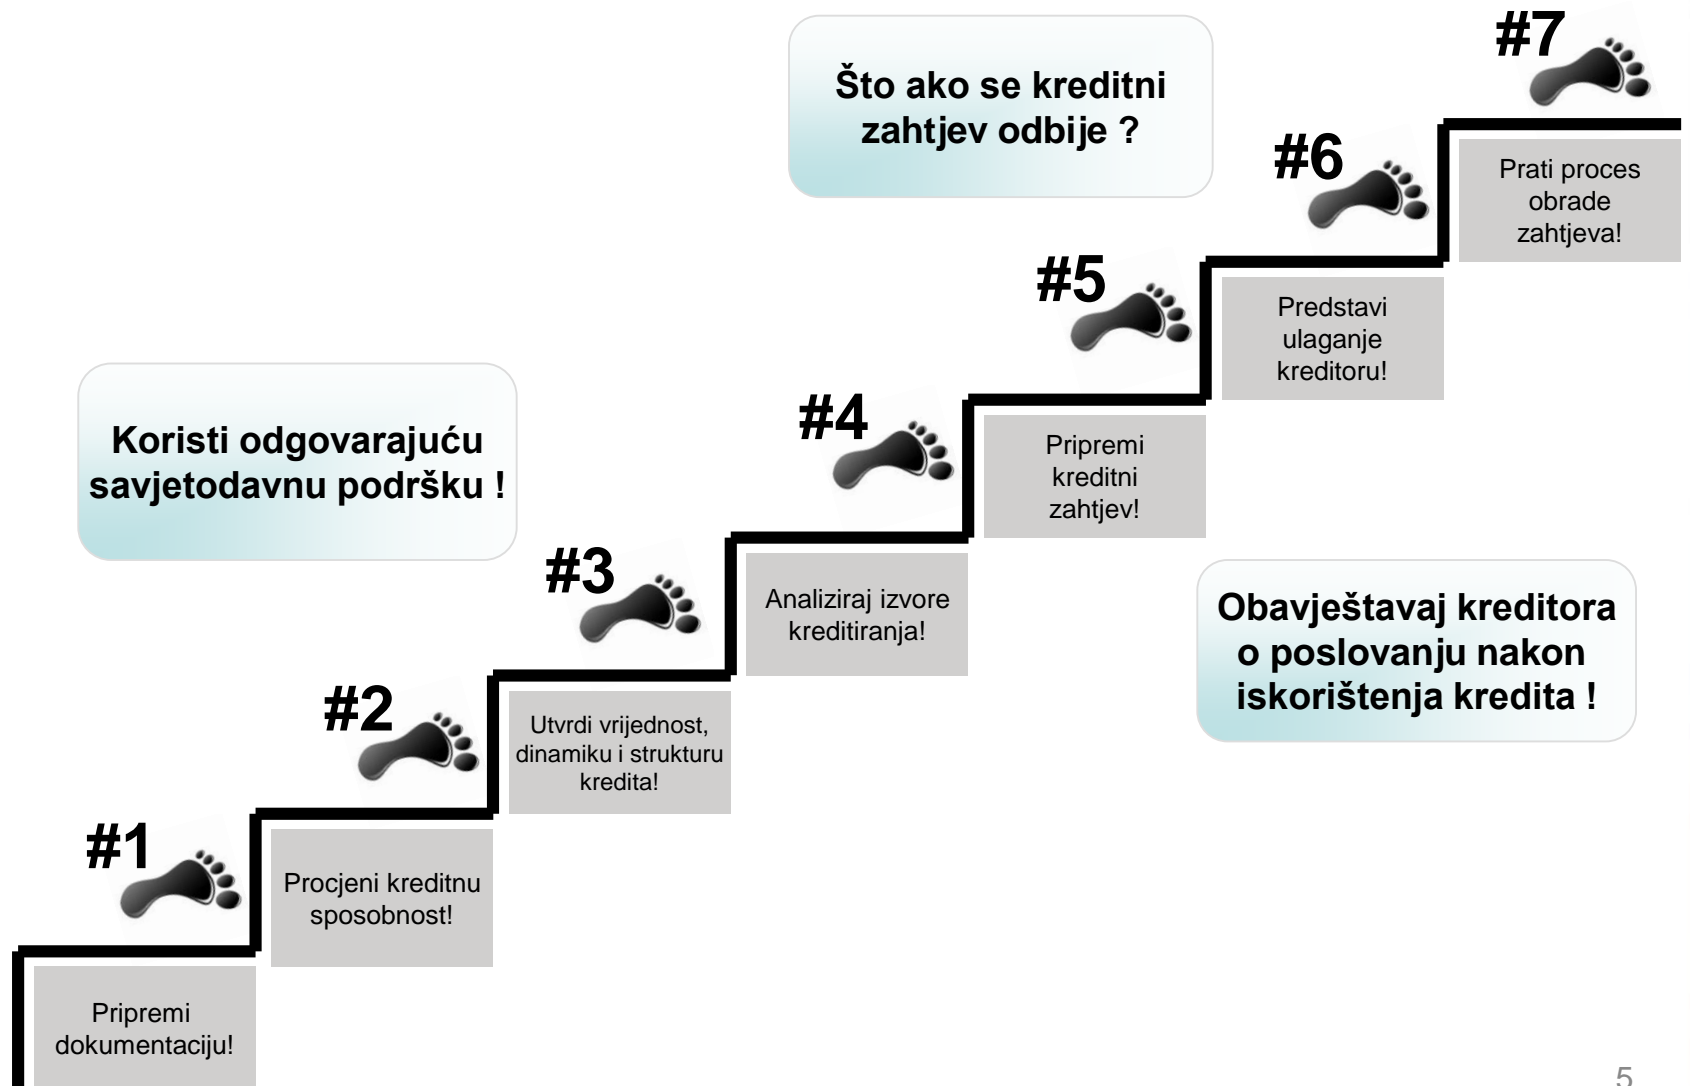 #7
Što ako se kreditni
zahtjev odbije ?
#6
Prati proces
obrade
zahtjeva!
#5
Predstavi
ulaganje
kreditoru!
#4
Koristi odgovarajuću
savjetodavnu podršku !
Pripremi
kreditni
zahtjev!
#3
Analiziraj izvore
kreditiranja!
Obavještavaj kreditora
o poslovanju nakon
iskorištenja kredita !
#2
Utvrdi vrijednost,
dinamiku i strukturu
kredita!
#1
Procjeni kreditnu
sposobnost!
Pripremi
dokumentaciju!
5